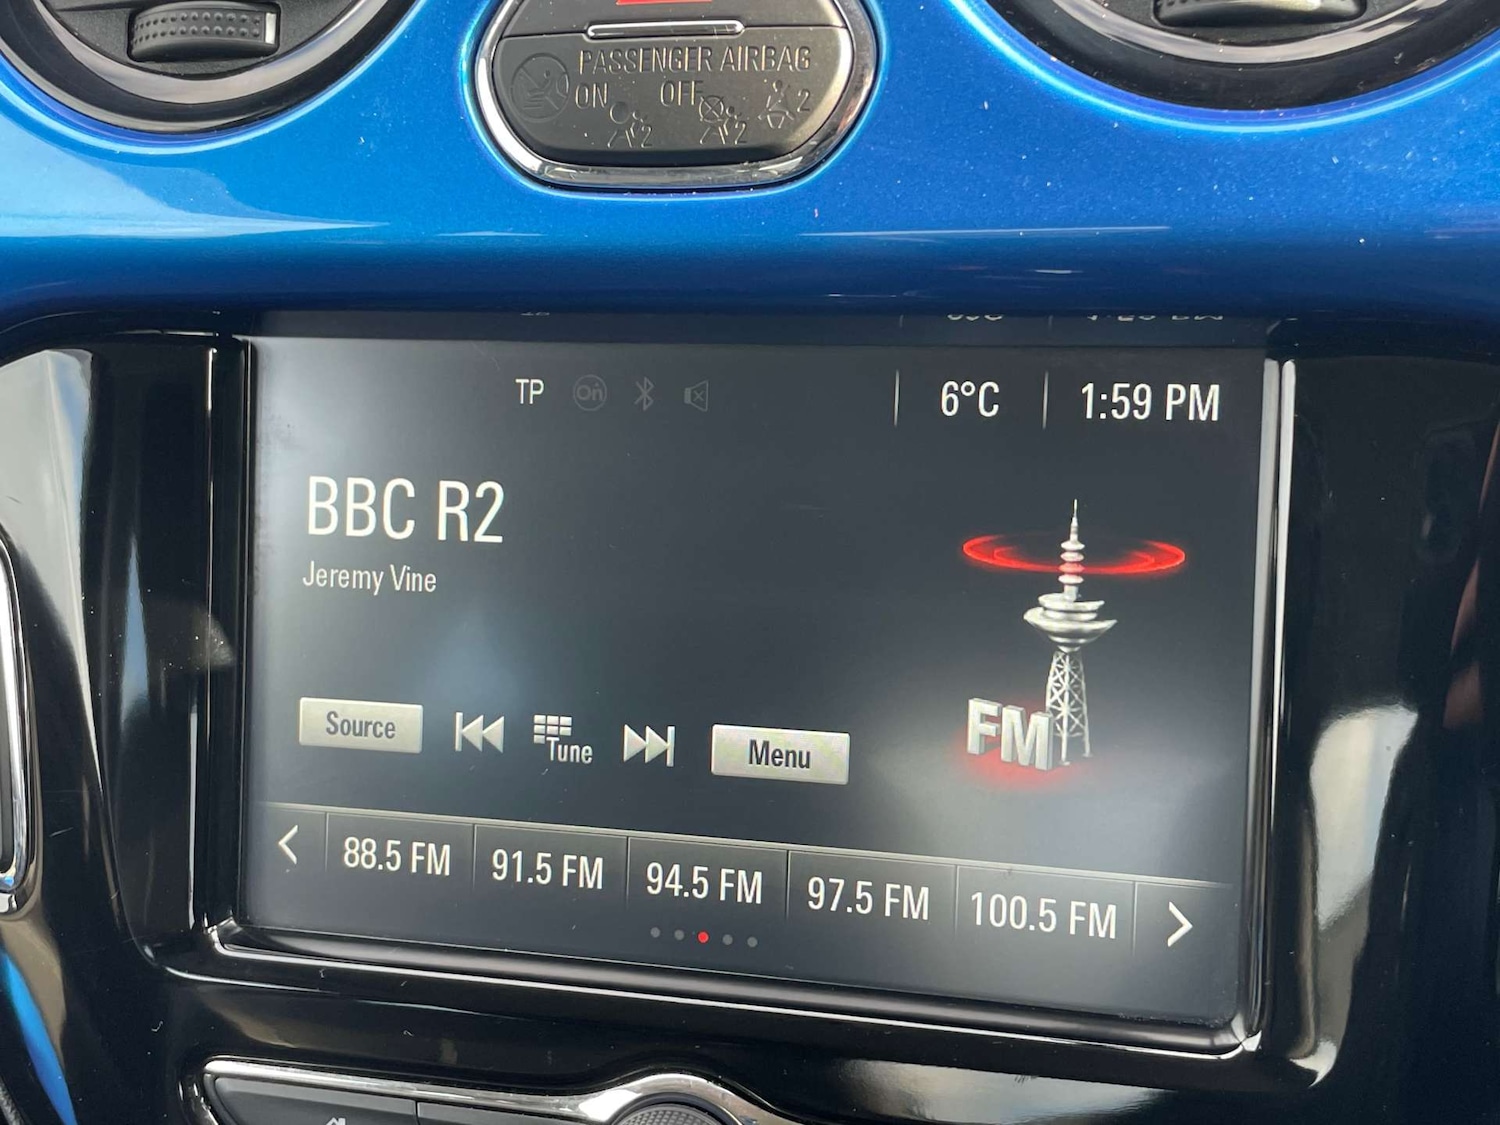 PASSENGER AIRBAG
ON OFF
2 2 2
TP On 6°C 1:59 PM
BBC R2
Jeremy Vine
FM
Source Tune Menu
88.5 FM 91.5 FM 94.5 FM 97.5 FM 100.5 FM